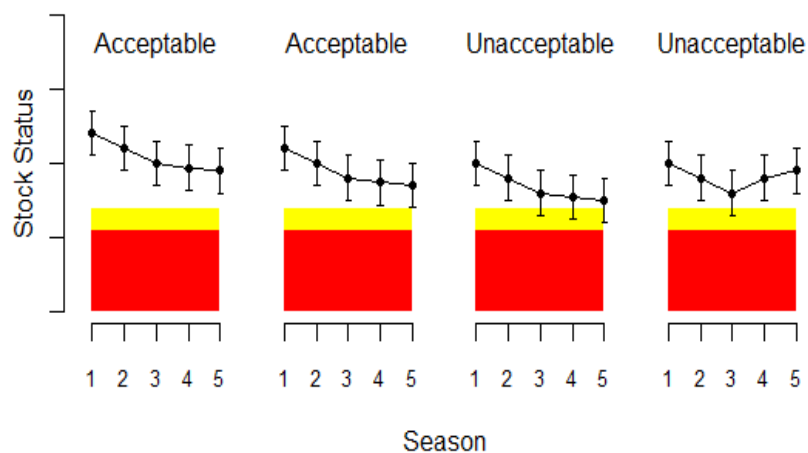 Acceptable Acceptable Unacceptable Unacceptable
Stock Status
1 2 3 4 5 1 2 3 4 5 1 2 3 4 5 1 2 3 4 5
Season